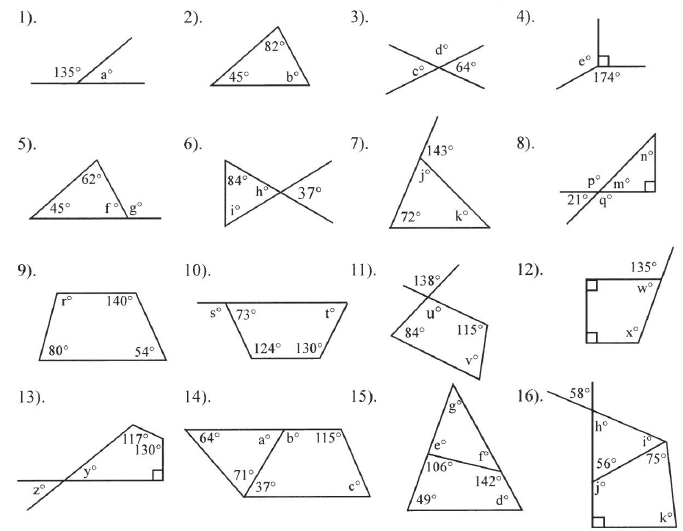 1). 2). 3). 4).
135° a°
82° 45° b°
d° c° 64°
e° 174°
5). 6). 7). 8).
62° 45° f° g°
84° h° 37° i°
143° j° 72° k°
n° p° m° 21° q°
9). 10). 11). 12).
r° 140° 80° 54°
s° 73° t° 124° 130°
138° u° 84° 115° v°
135° w° x°
13). 14). 15). 16).
117° 130° y° z°
64° a° b° 115° 71° 37° c°
g° e° f° 106° 142° 49° d°
58° h° i° 56° 75° j° k°